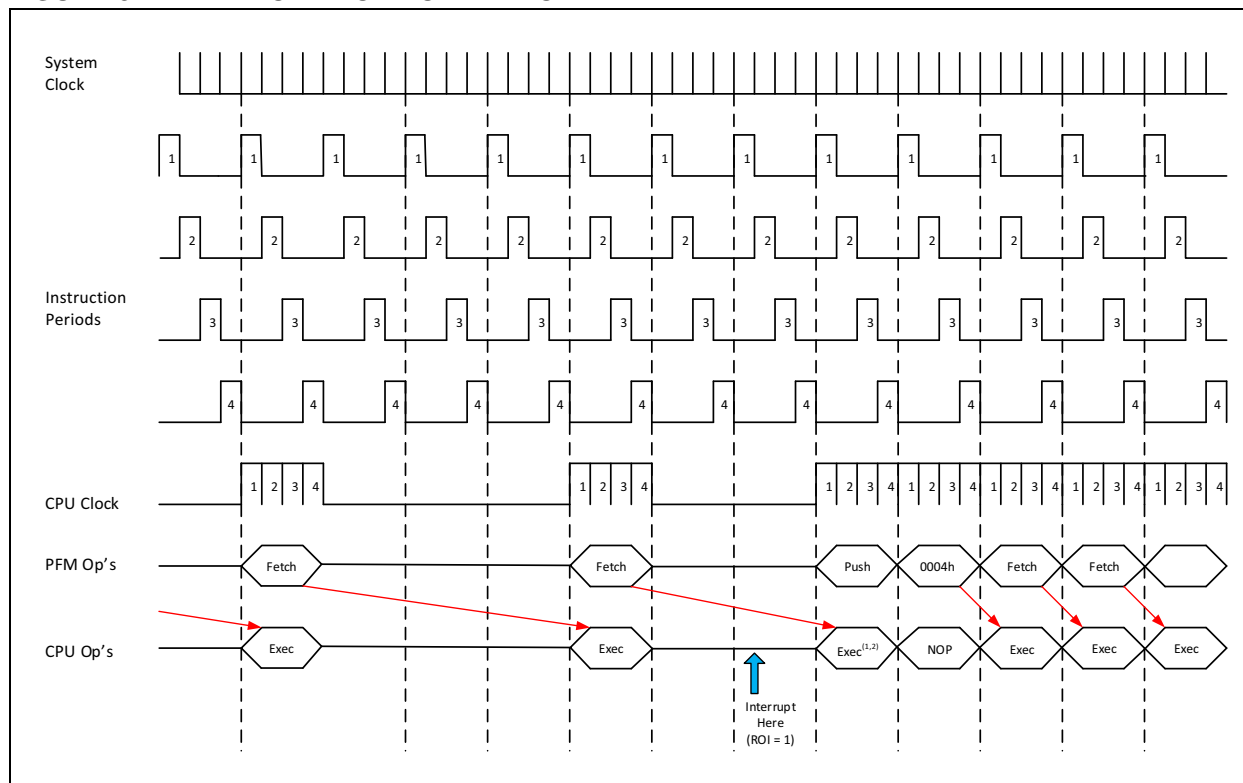 System
Clock
1 1 1 1 1 1 1 1 1 1 1 1 1
2 2 2 2 2 2 2 2 2 2 2 2 2
Instruction
Periods
3 3 3 3 3 3 3 3 3 3 3 3 3
4 4 4 4 4 4 4 4 4 4 4 4 4
CPU Clock
1 2 3 4 1 2 3 4 1 2 3 4 1 2 3 4 1 2 3 4 1 2 3 4 1 2 3 4
PFM Op's
Fetch Fetch Push 0004h Fetch Fetch
CPU Op's
Exec Exec Exec(1,2) NOP Exec Exec Exec
Interrupt
Here
(ROI = 1)